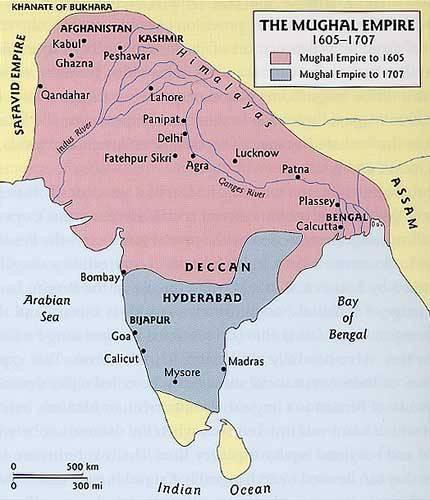 KHANATE OF BUKHARA
THE MUGHAL EMPIRE
1605–1707
Mughal Empire to 1605
Mughal Empire to 1707
AFGHANISTAN
KASHMIR
Kabul
Peshawar
Ghazna
SAFAVID EMPIRE
Himalayas
Qandahar
Lahore
Indus River
Panipat
Delhi
Fatehpur Sikri
Agra
Lucknow
Patna
Ganges River
ASSAM
Plassey
BENGAL
Calcutta
DECCAN
Bombay
HYDERABAD
Arabian
Sea
Bay
of
Bengal
BIJAPUR
Goa
Calicut
Madras
Mysore
0
500 km
0
300 mi
Indian Ocean